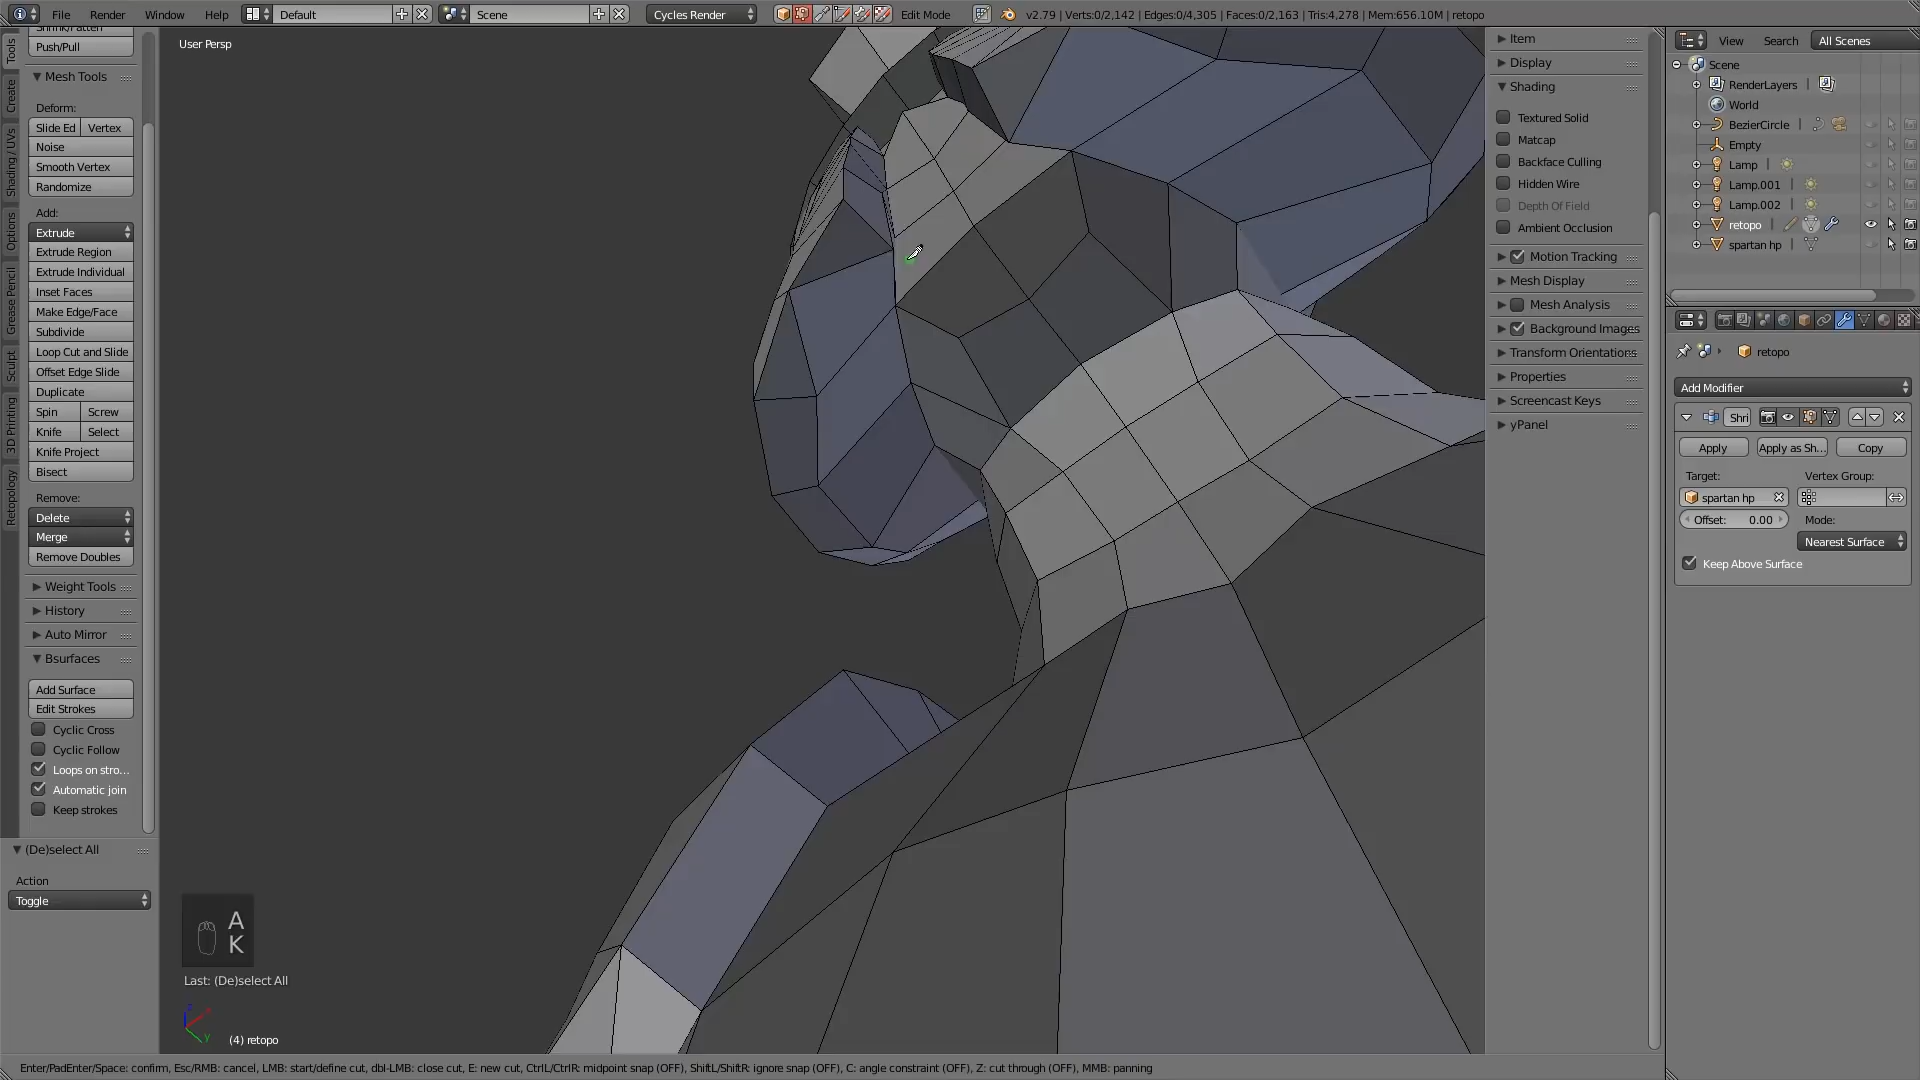 File Render Window Help Default Scene Cycles Render Edit Mode v2.79 | Verts:0/2,142 | Edges:0/4,305 | Faces:0/2,163 | Tris:4,278 | Mem:656.10M | retopo
Push/Pull
Mesh Tools
Deform:
Slide Ed Vertex
Noise
Smooth Vertex
Randomize
Add:
Extrude
Extrude Region
Extrude Individual
Inset Faces
Make Edge/Face
Subdivide
Loop Cut and Slide
Offset Edge Slide
Duplicate
Spin Screw
Knife Select
Knife Project
Bisect
Remove:
Delete
Merge
Remove Doubles
Weight Tools
History
Auto Mirror
Bsurfaces
Add Surface
Edit Strokes
Cyclic Cross
Cyclic Follow
Loops on stro...
Automatic join
Keep strokes
(De)select All
Action
Toggle
Tools
Create
Shading / UVs
Options
Grease Pencil
Sculpt
3D Printing
Retopology
User Persp
A
K
Last: (De)select All
(4) retopo
Item
Display
Shading
Textured Solid
Matcap
Backface Culling
Hidden Wire
Depth Of Field
Ambient Occlusion
Motion Tracking
Mesh Display
Mesh Analysis
Background Images
Transform Orientations
Properties
Screencast Keys
yPanel
View Search All Scenes
Scene
RenderLayers
World
BezierCircle
Empty
Lamp
Lamp.001
Lamp.002
retopo
spartan hp
retopo
Add Modifier
Shri
Apply Apply as Sh... Copy
Target: Vertex Group:
spartan hp
Offset: 0.00 Mode:
Nearest Surface
Keep Above Surface
Enter/PadEnter/Space: confirm, Esc/RMB: cancel, LMB: start/define cut, dbl-LMB: close cut, E: new cut, CtrlL/CtrlR: midpoint snap (OFF), ShiftL/ShiftR: ignore snap (OFF), C: angle constraint (OFF), Z: cut through (OFF), MMB: panning